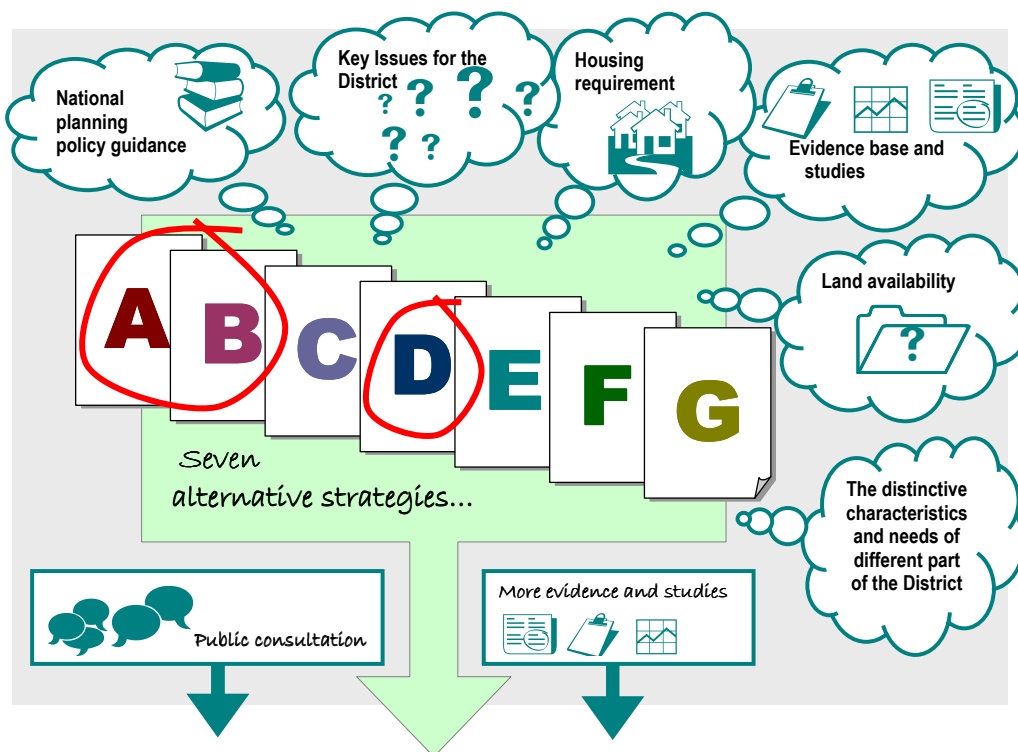 National
planning
policy guidance
Key Issues for the
District
? ? ? ?
? ?
Housing
requirement
Evidence base and
studies
Land availability
?
A B C D E F G
Seven
alternative strategies...
The distinctive
characteristics
and needs of
different part
of the District
Public consultation
More evidence and studies